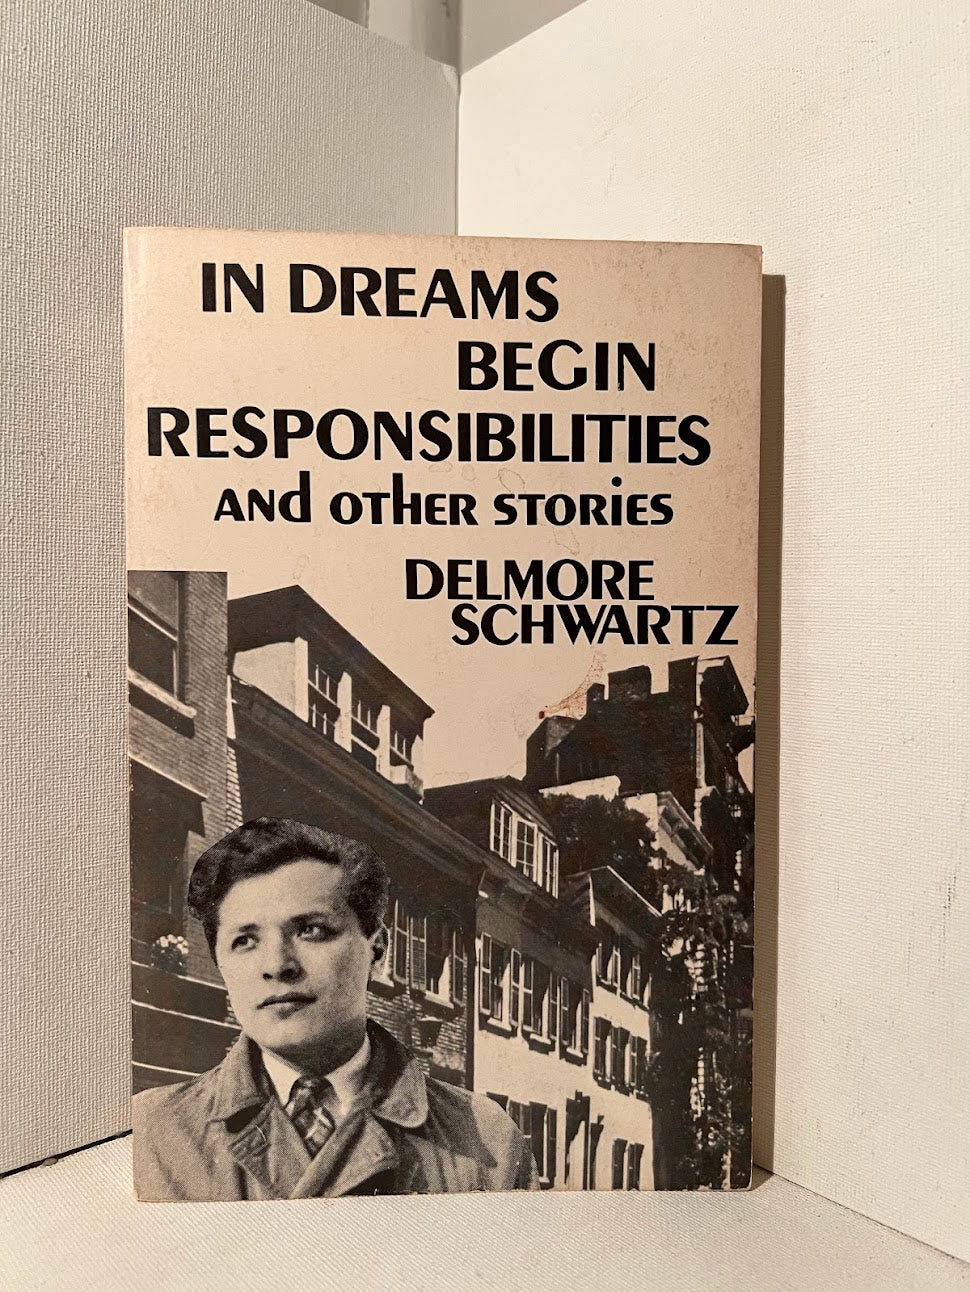 IN DREAMS
BEGIN
RESPONSIBILITIES
ANd OTHER STORiES
DELMORE
SCHWARTZ